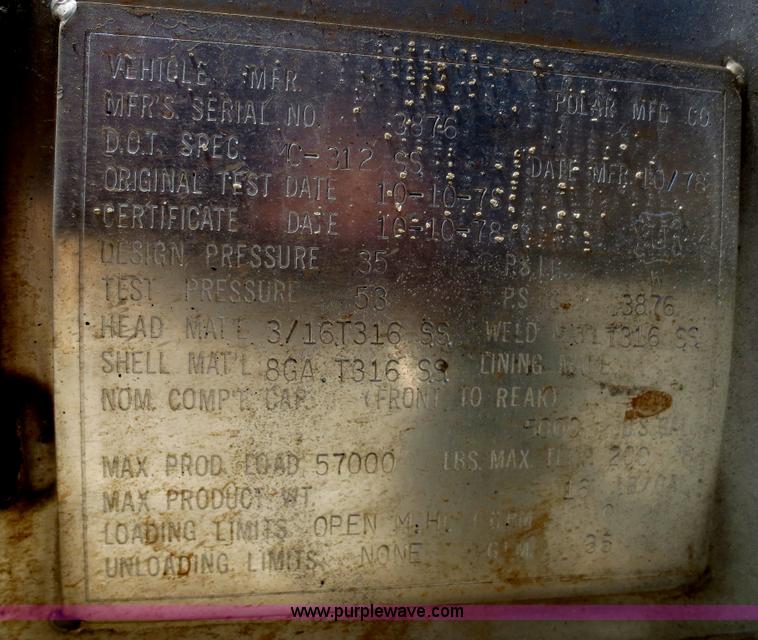 VEHICLE MFR. POLAR MFG CO
MFR'S SERIAL NO. 3876
D.O.T. SPEC. MC-312 SS DATE MFR. 10/78
ORIGINAL TEST DATE 10-10-78
CERTIFICATE DATE 10-10-78
DESIGN PRESSURE 35 P.S.I.
TEST PRESSURE 53 P.S. 3876
HEAD MAT'L 3/16 T316 SS WELD MAT'L T316 SS
SHELL MAT'L 8GA. T316 SS LINING
NOM. COMP'T. CAP. (FRONT TO REAR)
MAX. PROD. LOAD 57000 LBS. MAX. 200
MAX. PRODUCT WT.
LOADING LIMITS OPEN M.H. 0
UNLOADING LIMITS NONE G.P.M. 35
www.purplewave.com